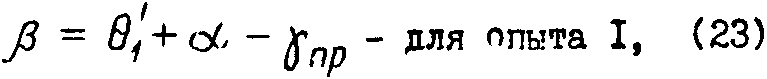 β = θ₁′ + α − γпр – для опыта I, (23)